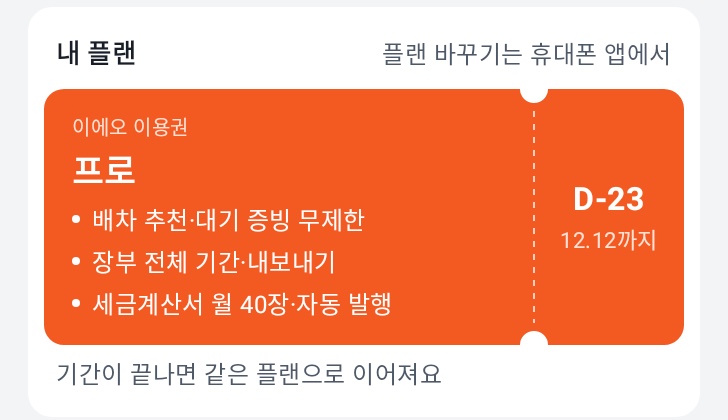 내 플랜
플랜 바꾸기는 휴대폰 앱에서
이에오 이용권
프로
배차 추천·대기 증빙 무제한
장부 전체 기간·내보내기
세금계산서 월 40장·자동 발행
D-23
12.12까지
기간이 끝나면 같은 플랜으로 이어져요